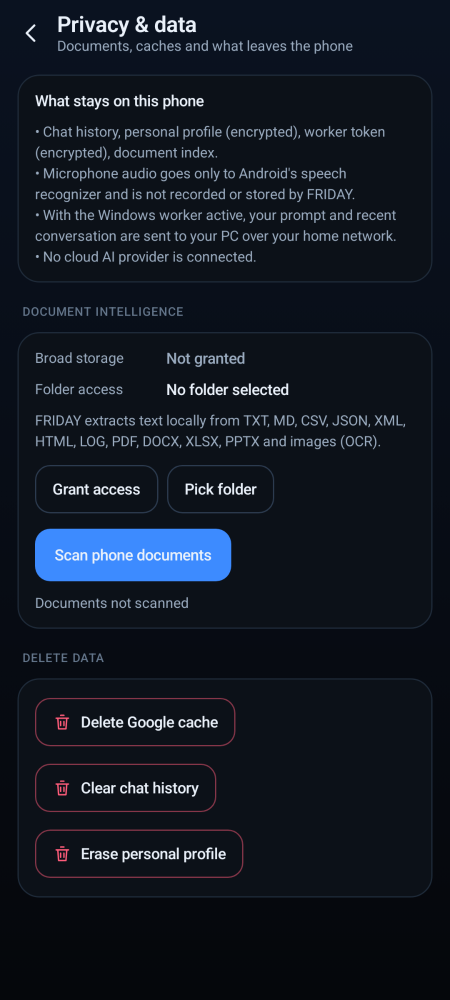 Privacy & data
Documents, caches and what leaves the phone
What stays on this phone
• Chat history, personal profile (encrypted), worker token
(encrypted), document index.
• Microphone audio goes only to Android's speech
recognizer and is not recorded or stored by FRIDAY.
• With the Windows worker active, your prompt and recent
conversation are sent to your PC over your home network.
• No cloud AI provider is connected.
DOCUMENT INTELLIGENCE
Broad storage Not granted
Folder access No folder selected
FRIDAY extracts text locally from TXT, MD, CSV, JSON, XML,
HTML, LOG, PDF, DOCX, XLSX, PPTX and images (OCR).
Grant access Pick folder
Scan phone documents
Documents not scanned
DELETE DATA
Delete Google cache
Clear chat history
Erase personal profile